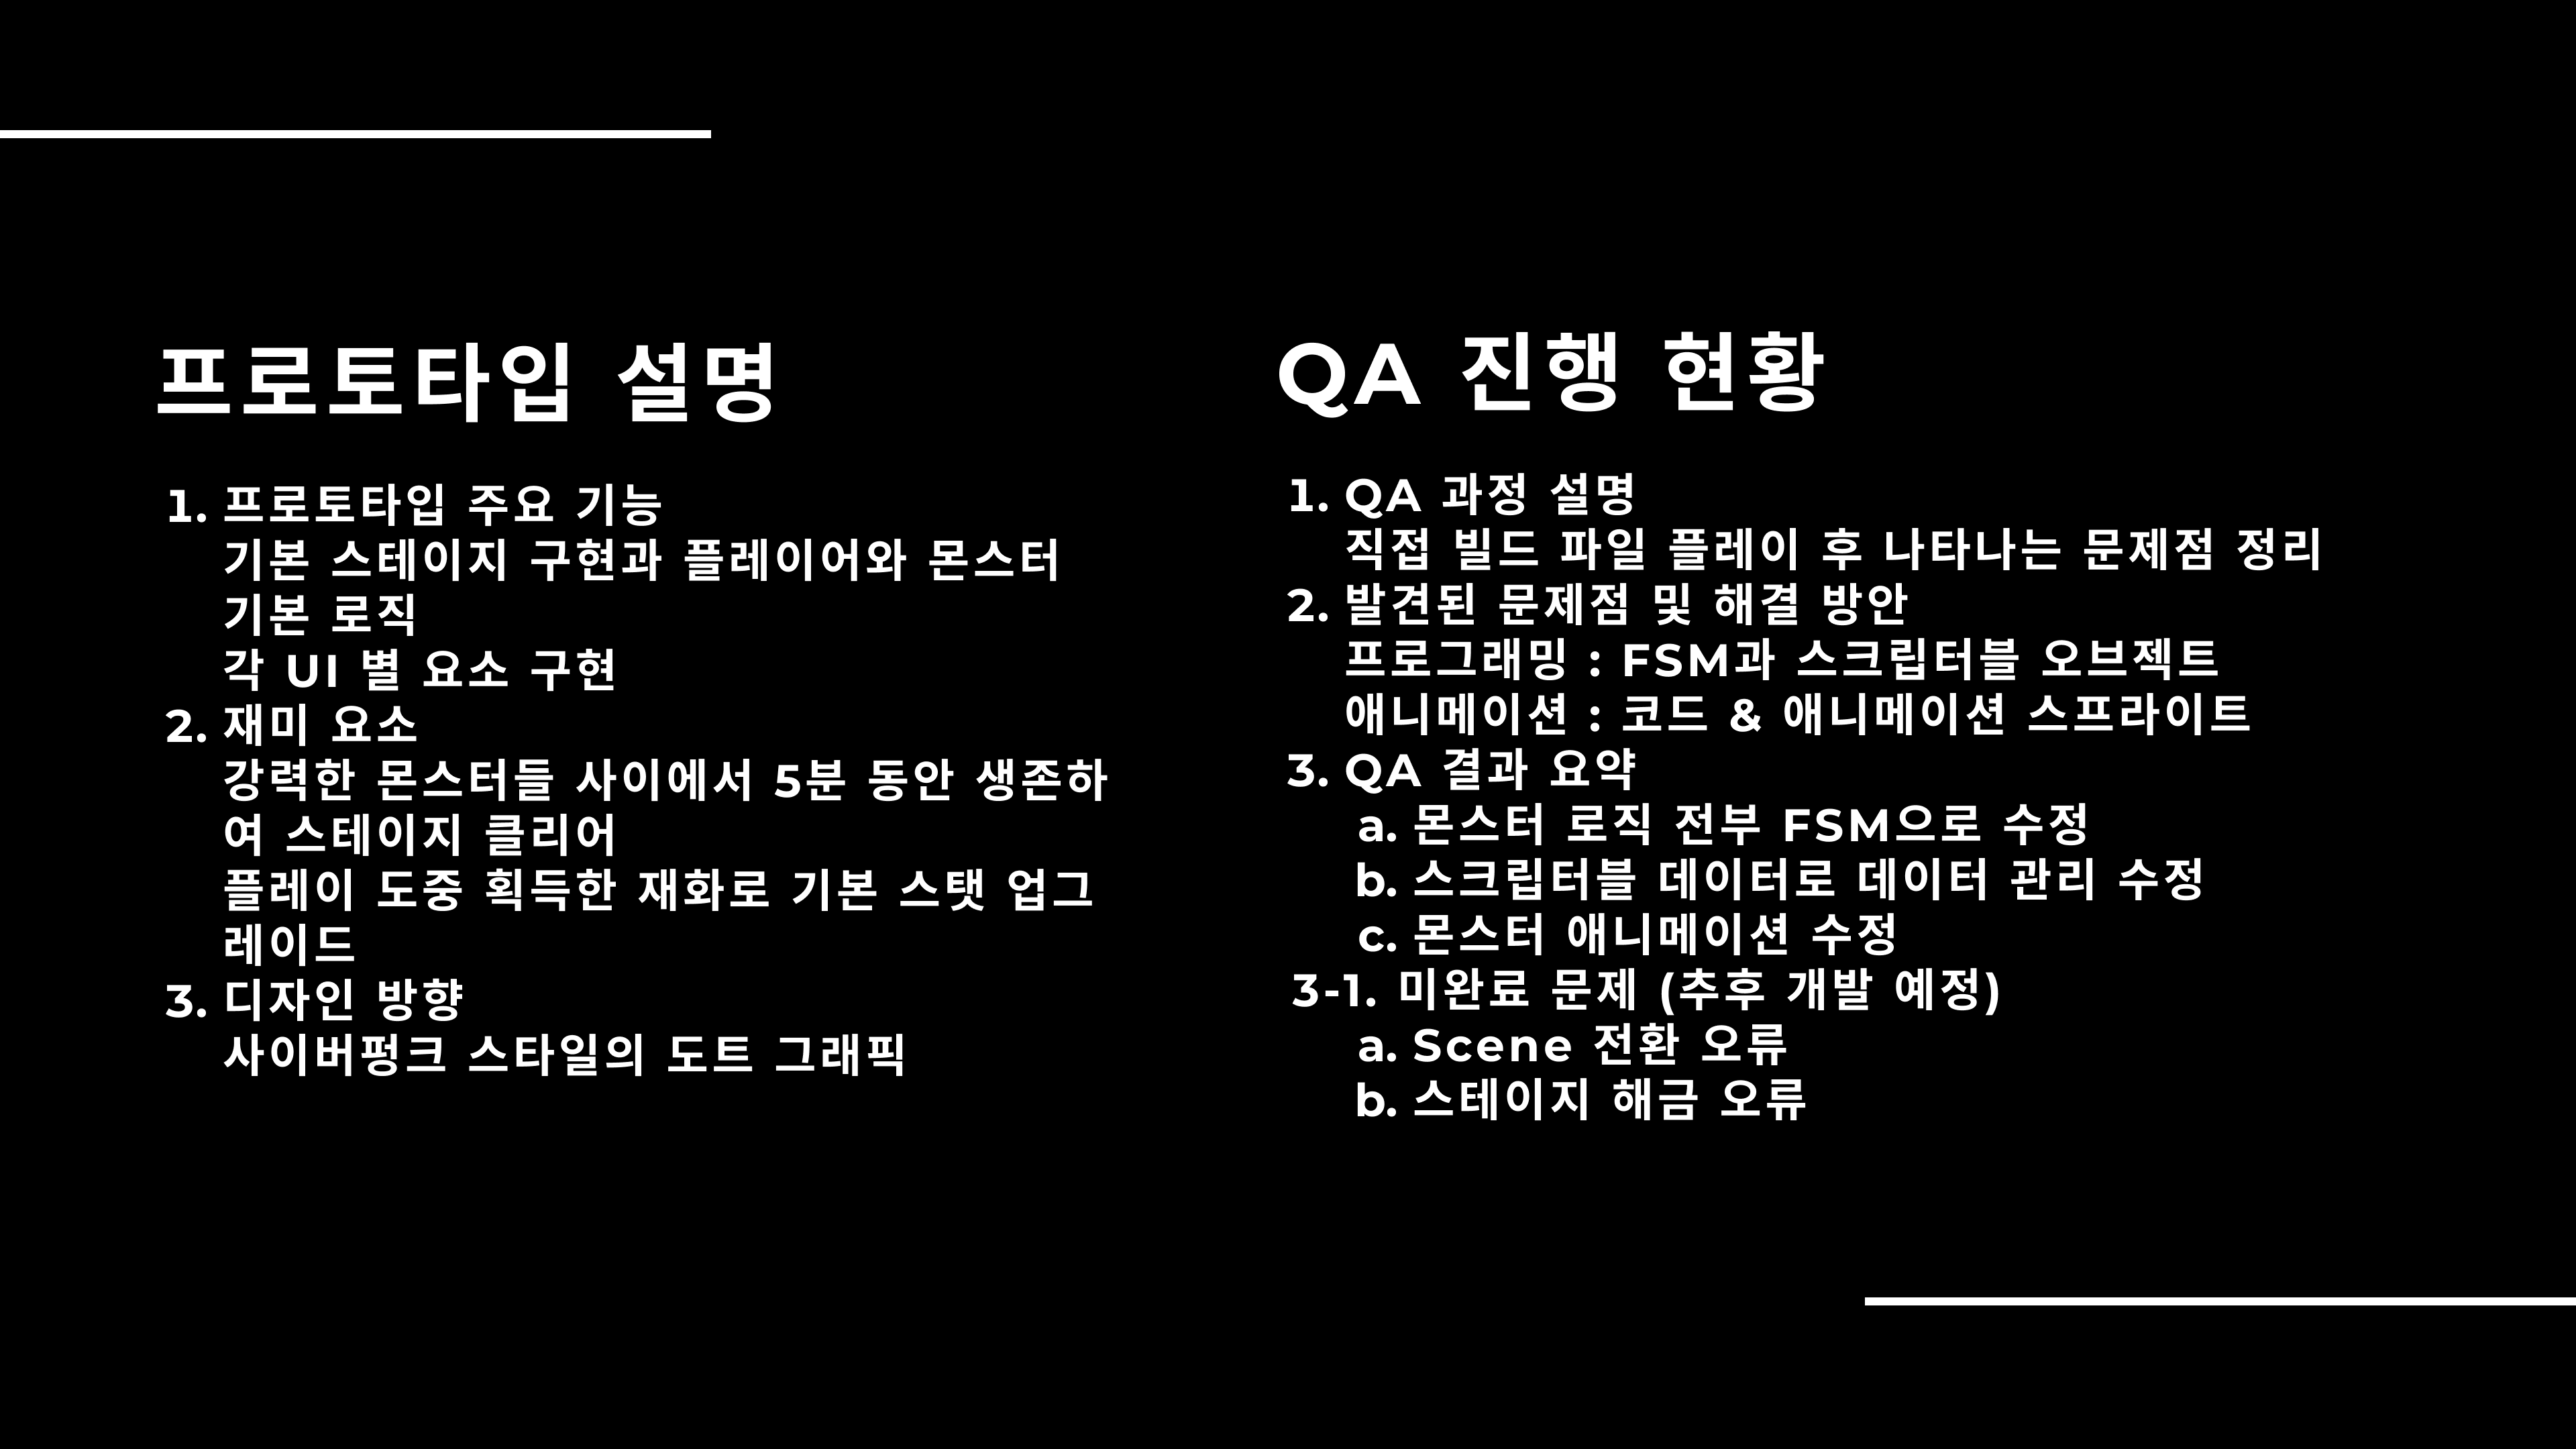 프로토타입 설명
1. 프로토타입 주요 기능
기본 스테이지 구현과 플레이어와 몬스터
기본 로직
각 UI 별 요소 구현
2. 재미 요소
강력한 몬스터들 사이에서 5분 동안 생존하
여 스테이지 클리어
플레이 도중 획득한 재화로 기본 스탯 업그
레이드
3. 디자인 방향
사이버펑크 스타일의 도트 그래픽
QA 진행 현황
1. QA 과정 설명
직접 빌드 파일 플레이 후 나타나는 문제점 정리
2. 발견된 문제점 및 해결 방안
프로그래밍 : FSM과 스크립터블 오브젝트
애니메이션 : 코드 & 애니메이션 스프라이트
3. QA 결과 요약
a. 몬스터 로직 전부 FSM으로 수정
b. 스크립터블 데이터로 데이터 관리 수정
c. 몬스터 애니메이션 수정
3-1. 미완료 문제 (추후 개발 예정)
a. Scene 전환 오류
b. 스테이지 해금 오류